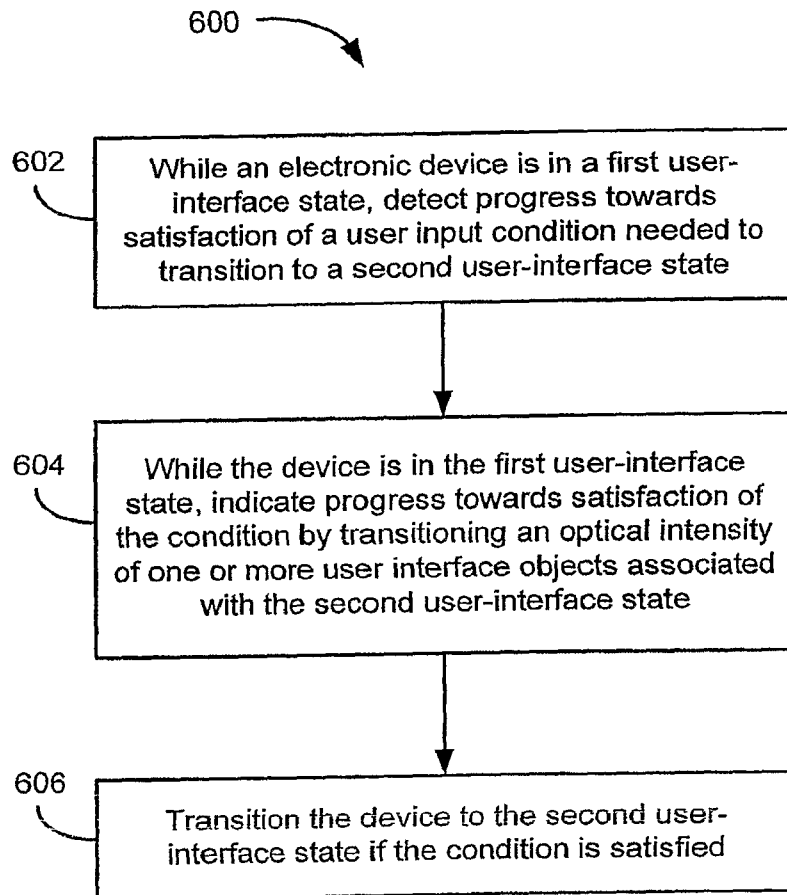 600
602
While an electronic device is in a first user-
interface state, detect progress towards
satisfaction of a user input condition needed to
transition to a second user-interface state
604
While the device is in the first user-interface
state, indicate progress towards satisfaction of
the condition by transitioning an optical intensity
of one or more user interface objects associated
with the second user-interface state
606
Transition the device to the second user-
interface state if the condition is satisfied